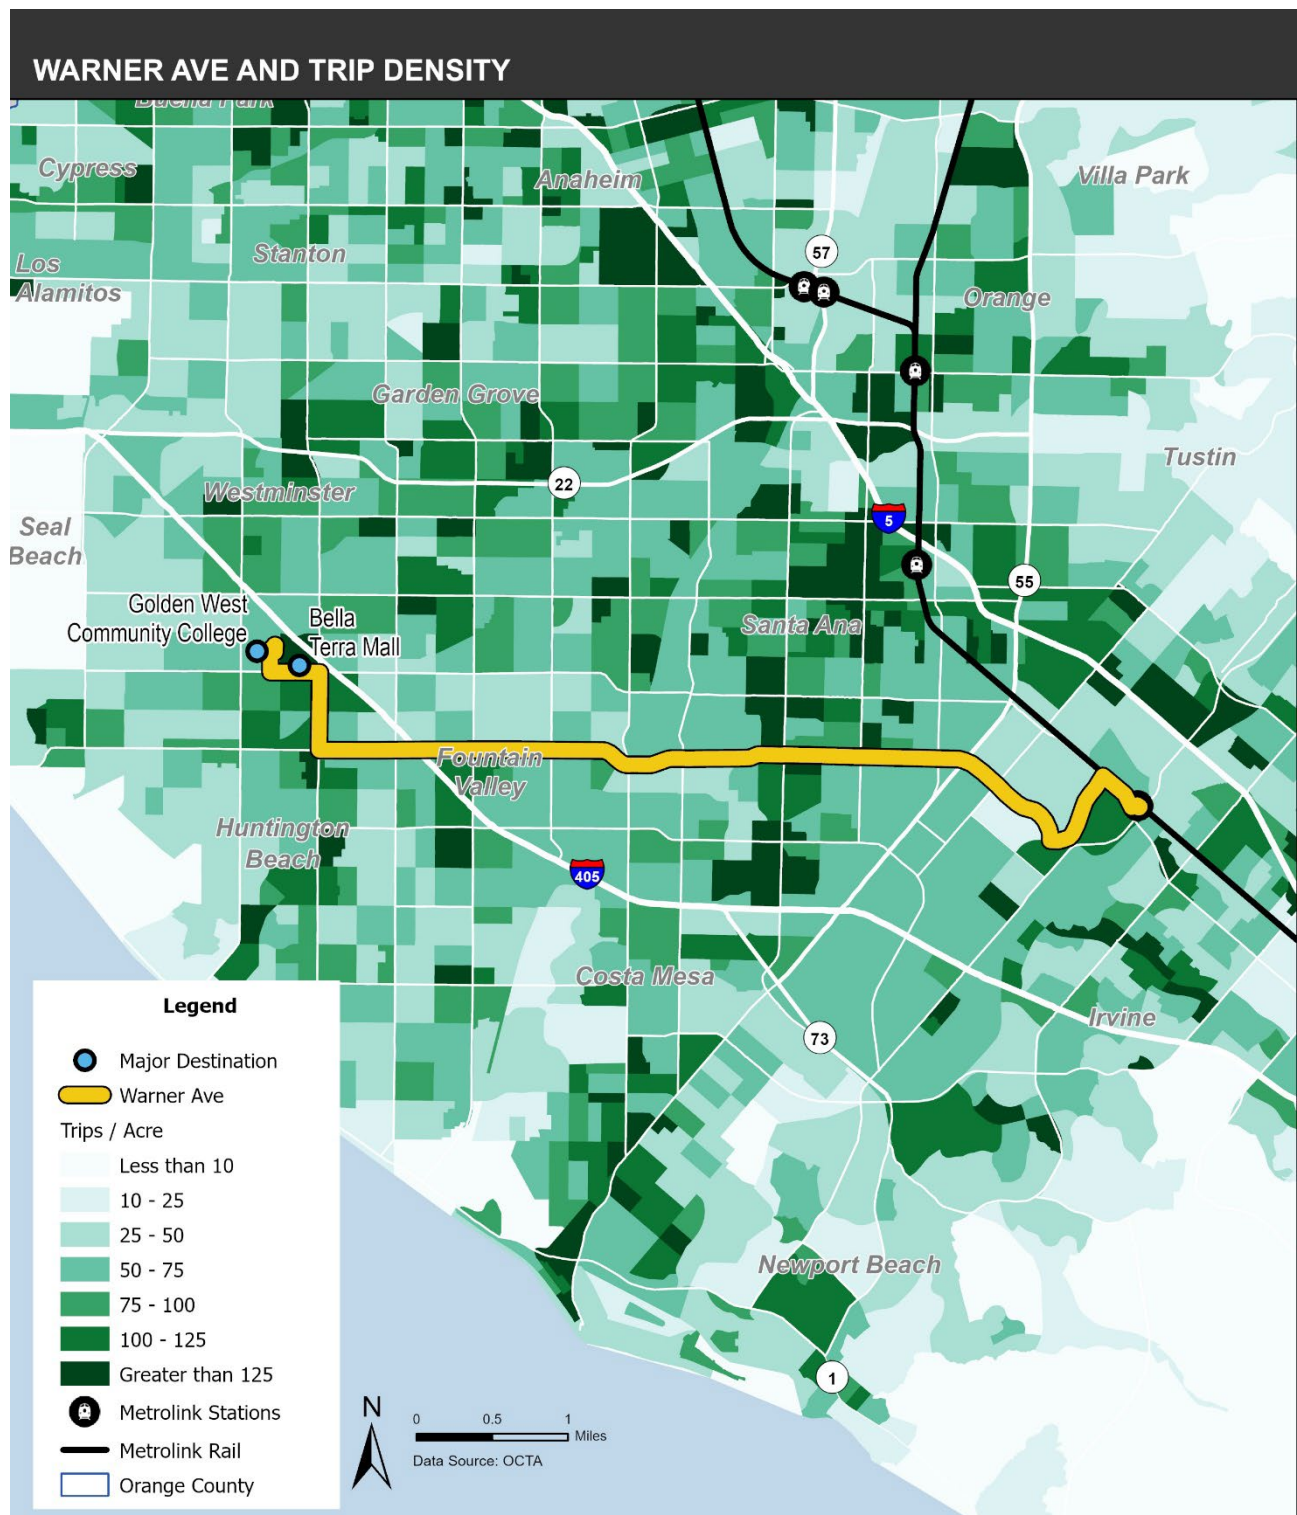 WARNER AVE AND TRIP DENSITY
Buena Park
Cypress
Anaheim
Villa Park
Stanton
57
Los
Alamitos
Orange
Garden Grove
Tustin
Westminster
22
5
Seal
Beach
55
Golden West
Community College
Bella
Terra Mall
Santa Ana
Fountain
Valley
Huntington
Beach
405
Costa Mesa
Irvine
73
Newport Beach
1
Legend
Major Destination
Warner Ave
Trips / Acre
Less than 10
10 - 25
25 - 50
50 - 75
75 - 100
100 - 125
Greater than 125
Metrolink Stations
Metrolink Rail
Orange County
N
0 0.5 1
Miles
Data Source: OCTA